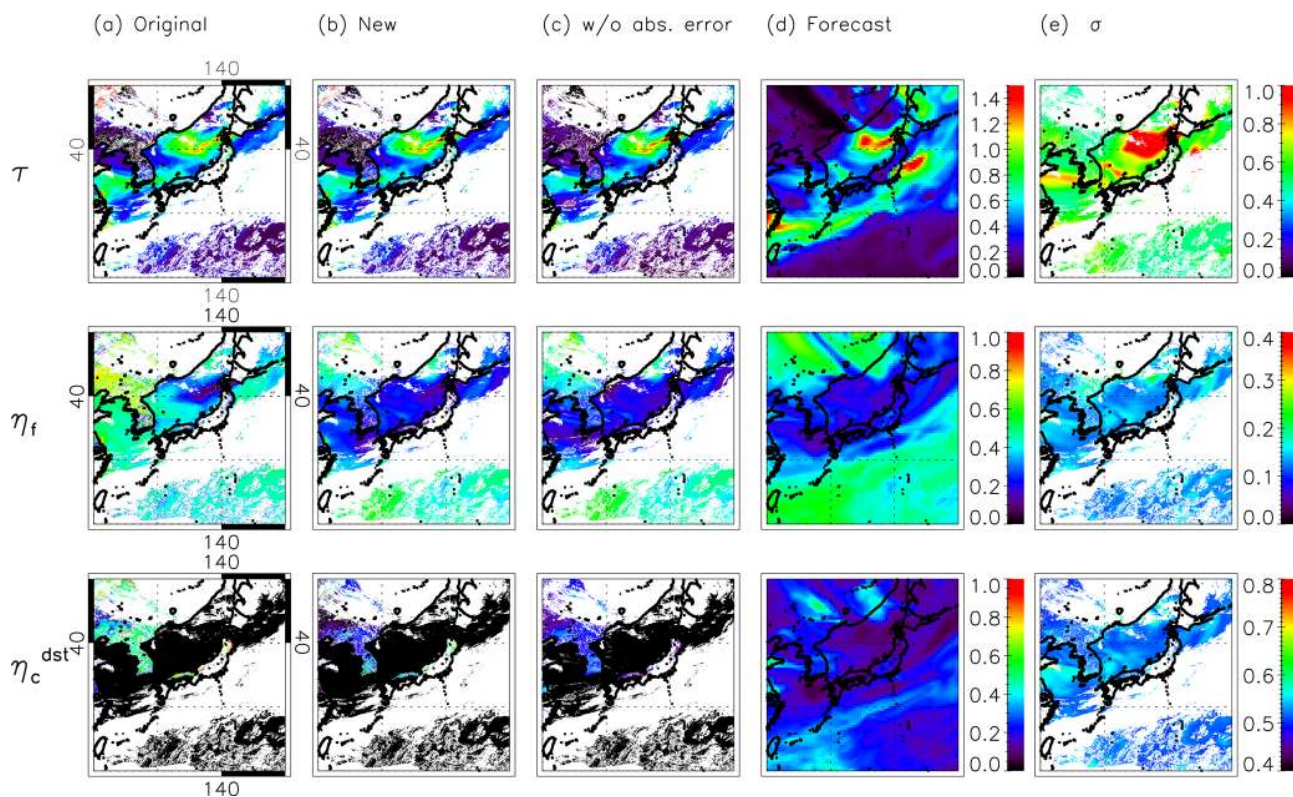 (a) Original (b) New (c) w/o abs. error (d) Forecast (e) σ
140
τ 40 1.4 1.2 1.0 0.8 0.6 0.4 0.2 0.0 1.0 0.8 0.6 0.4 0.2 0.0
140
140
η_f 40 40 1.0 0.8 0.6 0.4 0.2 0.0 0.4 0.3 0.2 0.1 0.0
140
140
η_c^dst 40 1.0 0.8 0.6 0.4 0.2 0.0 0.8 0.7 0.6 0.5 0.4
140